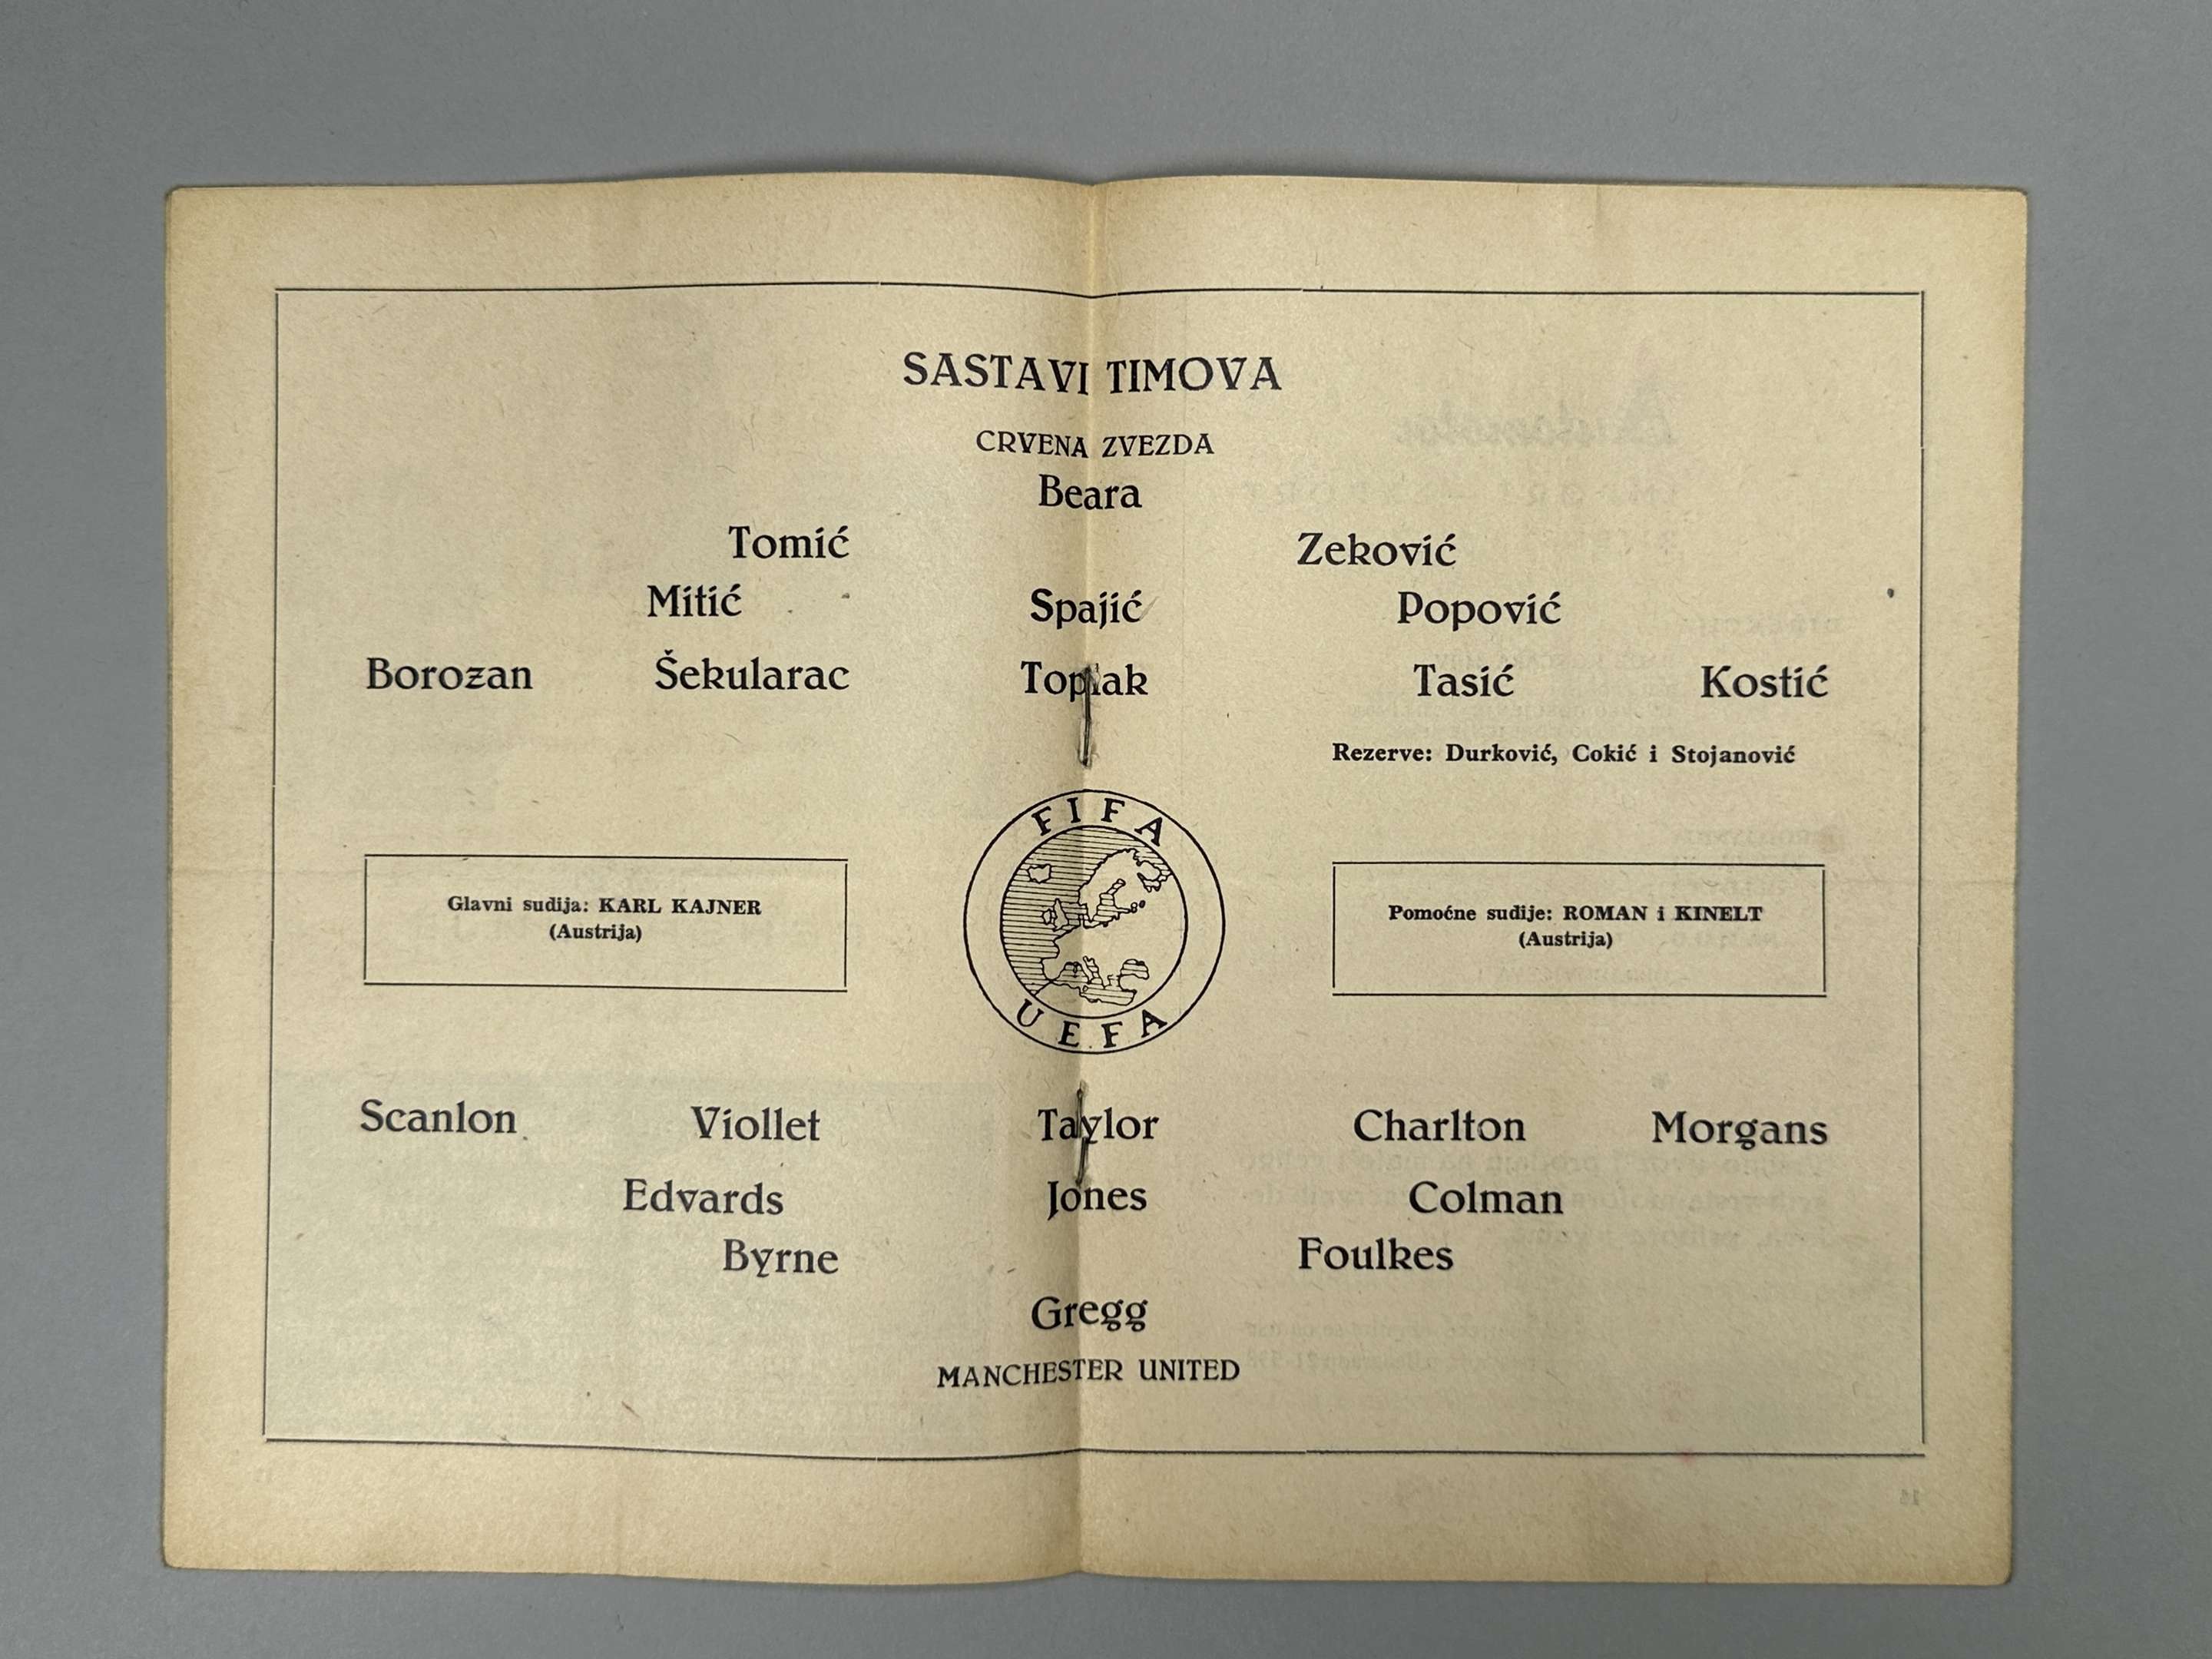 SASTAVI TIMOVA
CRVENA ZVEZDA
Beara
Tomić Zeković
Mitić Spajić Popović
Borozan Šekularac Toplak Tasić Kostić
Rezerve: Durković, Cokić i Stojanović
FIFA
Glavni sudija: KARL KAJNER
(Austrija)
Pomoćne sudije: ROMAN i KINELT
(Austrija)
UEFA
Scanlon Viollet Taylor Charlton Morgans
Edvards Jones Colman
Byrne Foulkes
Gregg
MANCHESTER UNITED